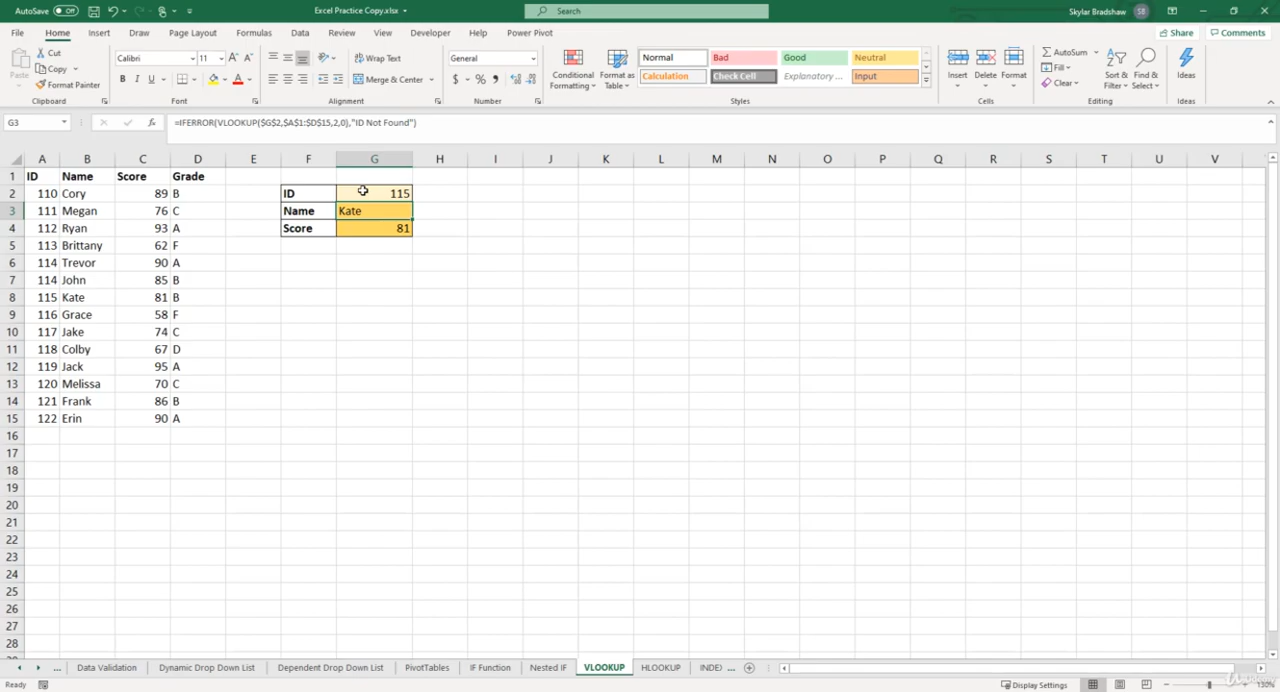 AutoSave Off Excel Practice Copy.xlsx Search Skylar Bradshaw SB
File Home Insert Draw Page Layout Formulas Data Review View Developer Help Power Pivot Share Comments
Paste Cut Copy Format Painter Clipboard
Calibri 11 A A B I U A Font
Wrap Text Merge & Center Alignment
General $ % Number
Conditional Formatting Format as Table Normal Bad Good Neutral Calculation Check Cell Explanatory ... Input Styles
Insert Delete Format Cells
AutoSum Fill Clear Sort & Filter Find & Select Editing
Ideas Ideas
G3 fx =IFERROR(VLOOKUP($G$2,$A$1:$D$15,2,0),"ID Not Found")
A B C D E F G H I J K L M N O P Q R S T U V
1 ID Name Score Grade
2 110 Cory 89 B ID 115
3 111 Megan 76 C Name Kate
4 112 Ryan 93 A Score 81
5 113 Brittany 62 F
6 114 Trevor 90 A
7 114 John 85 B
8 115 Kate 81 B
9 116 Grace 58 F
10 117 Jake 74 C
11 118 Colby 67 D
12 119 Jack 95 A
13 120 Melissa 70 C
14 121 Frank 86 B
15 122 Erin 90 A
16
17
18
19
20
21
22
23
24
25
26
27
28
... Data Validation Dynamic Drop Down List Dependent Drop Down List PivotTables IF Function Nested IF VLOOKUP HLOOKUP INDE ...
Ready Display Settings 130%